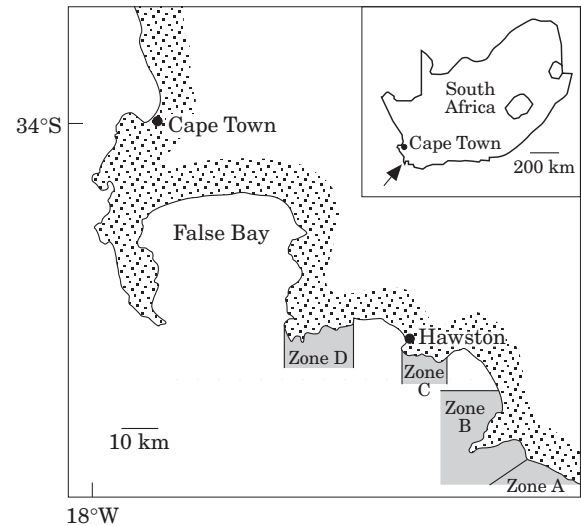 34°S
Cape Town
South
Africa
Cape Town
200 km
False Bay
Hawston
Zone D
Zone
C
Zone
B
10 km
Zone A
18°W